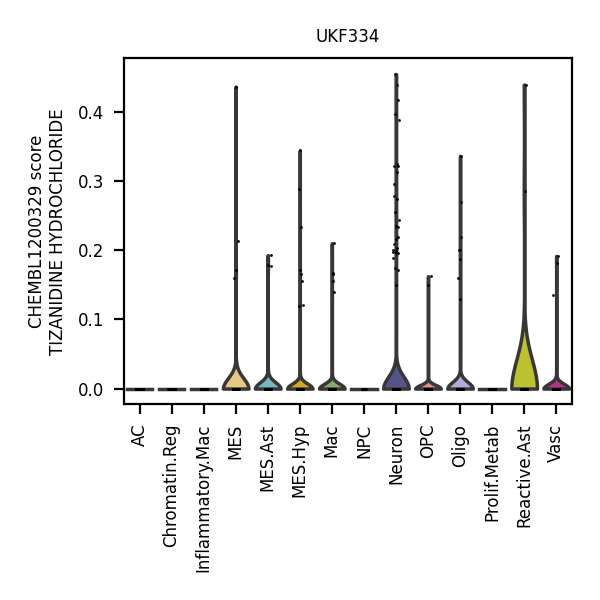 UKF334
CHEMBL1200329 score
TIZANIDINE HYDROCHLORIDE
0.4
0.3
0.2
0.1
0.0
AC
Chromatin.Reg
Inflammatory.Mac
MES
MES.Ast
MES.Hyp
Mac
NPC
Neuron
OPC
Oligo
Prolif.Metab
Reactive.Ast
Vasc